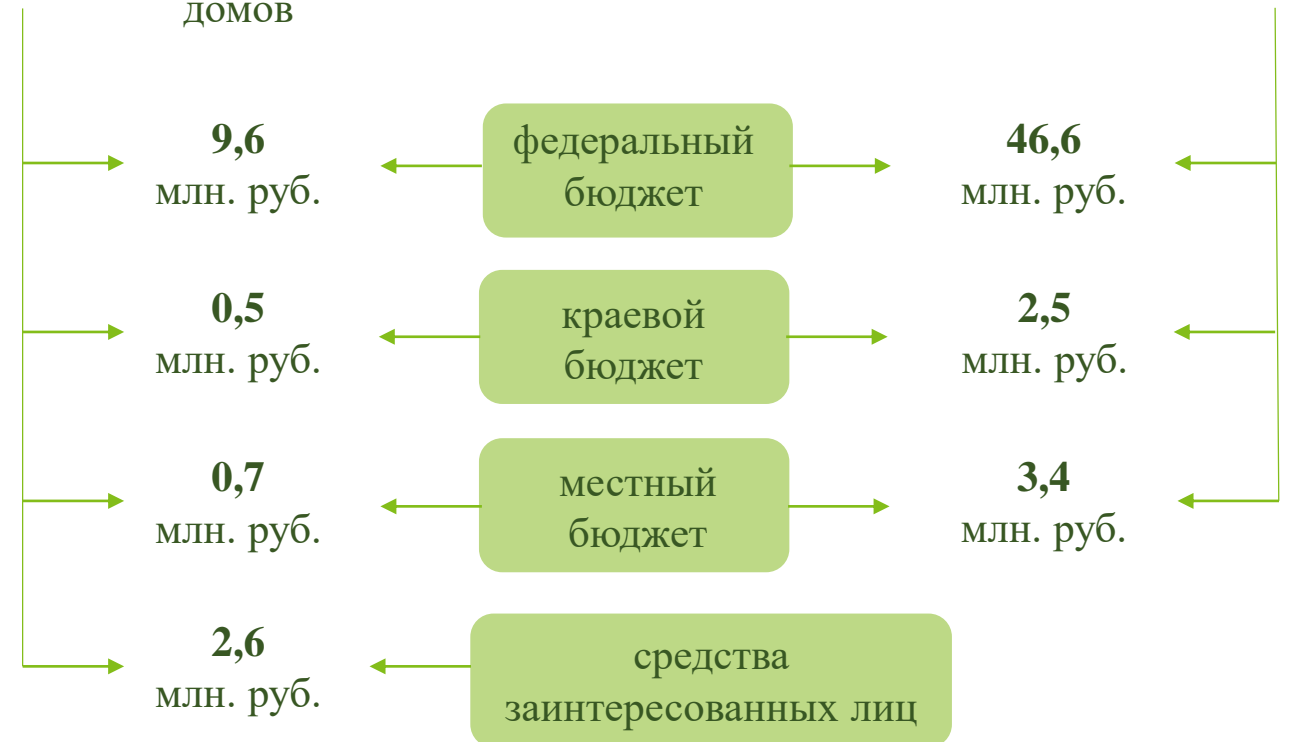 домов
9,6
млн. руб.
федеральный
бюджет
46,6
млн. руб.
0,5
млн. руб.
краевой
бюджет
2,5
млн. руб.
0,7
млн. руб.
местный
бюджет
3,4
млн. руб.
2,6
млн. руб.
средства
заинтересованных лиц